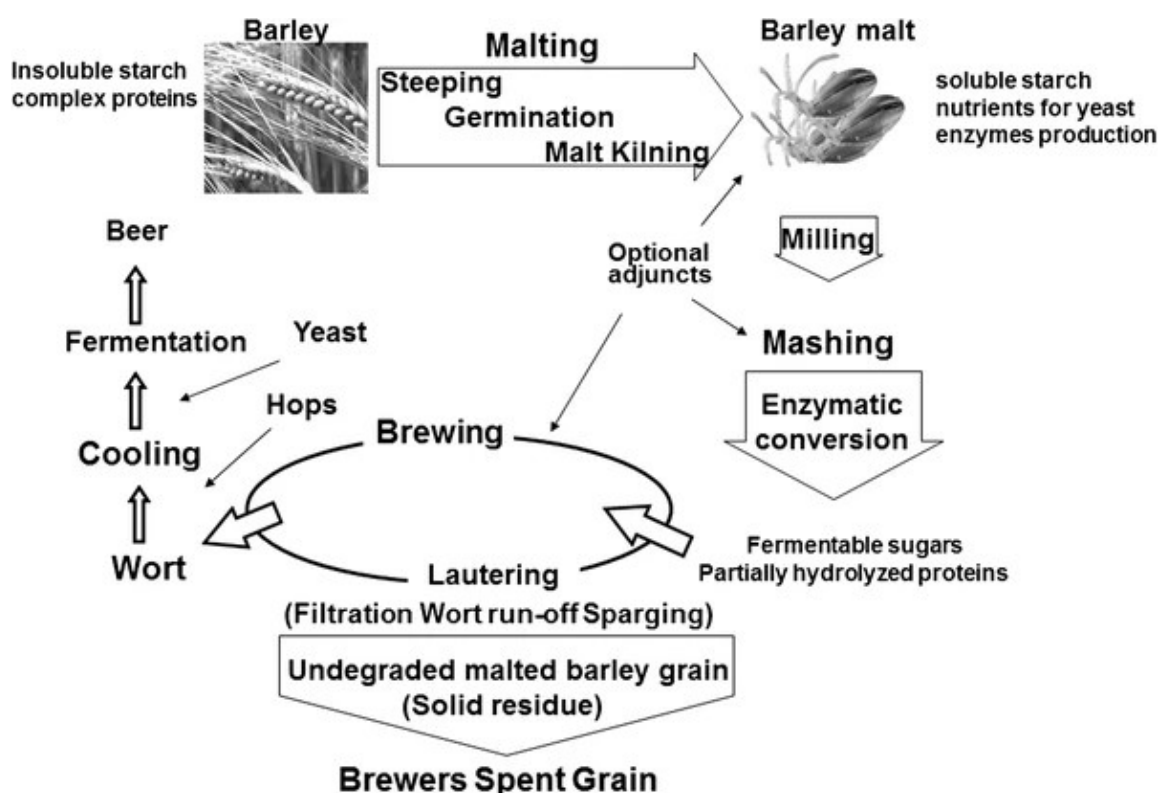 Barley
Malting
Barley malt
Insoluble starch
complex proteins
Steeping
Germination
Malt Kilning
soluble starch
nutrients for yeast
enzymes production
Beer
Optional
adjuncts
Milling
Fermentation
Yeast
Mashing
Hops
Enzymatic
conversion
Brewing
Cooling
Wort
Lautering
Fermentable sugars
Partially hydrolyzed proteins
(Filtration Wort run-off Sparging)
Undegraded malted barley grain
(Solid residue)
Brewers Spent Grain